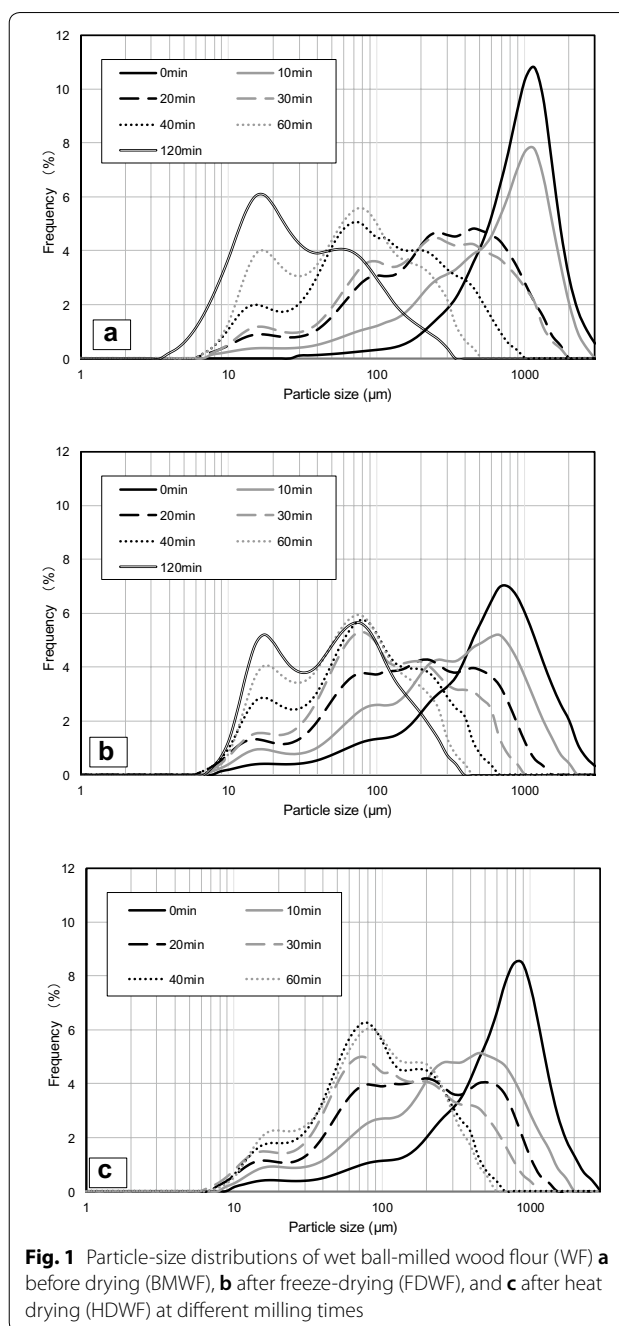 12
10
8
6
4
2
0
Frequency (%)
0min 10min
20min 30min
40min 60min
120min
a
1 10 100 1000
Particle size (µm)
12
10
8
6
4
2
0
Frequency (%)
0min 10min
20min 30min
40min 60min
120min
b
1 10 100 1000
Particle size (µm)
12
10
8
6
4
2
0
Frequency (%)
0min 10min
20min 30min
40min 60min
c
1 10 100 1000
Particle size (µm)
Fig. 1 Particle-size distributions of wet ball-milled wood flour (WF) a
before drying (BMWF), b after freeze-drying (FDWF), and c after heat
drying (HDWF) at different milling times